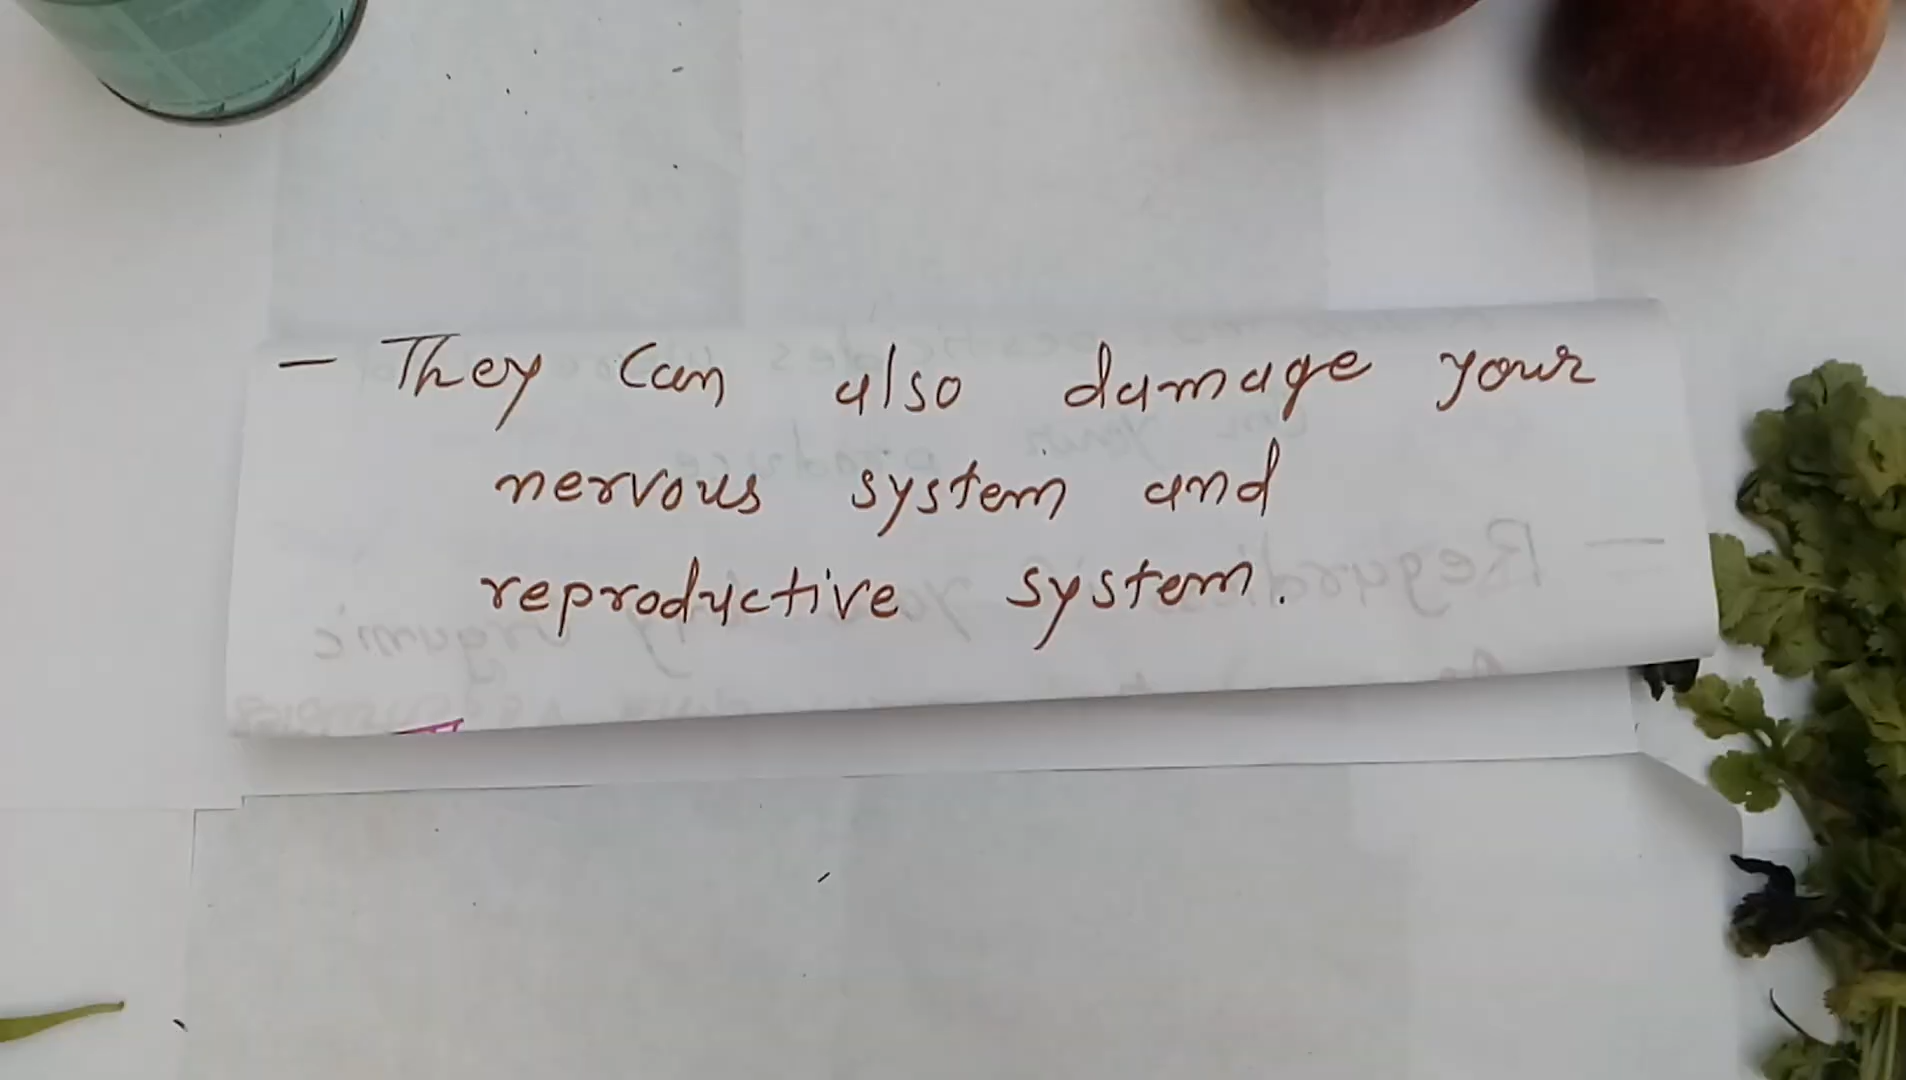 - They can also damage your
nervous system and
reproductive system.